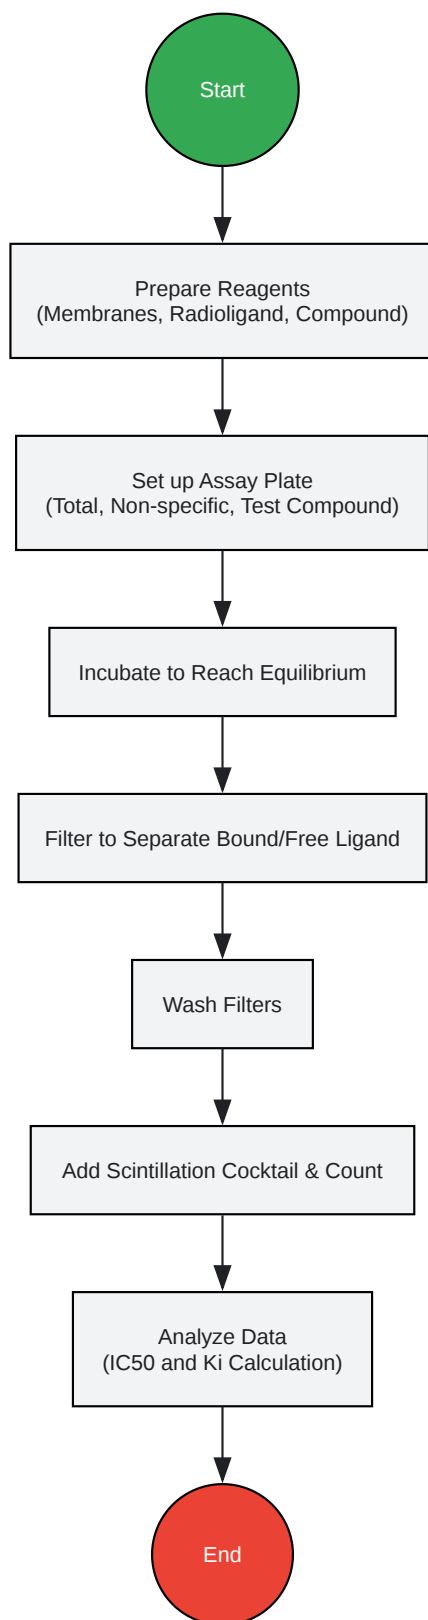 Start
Prepare Reagents
(Membranes, Radioligand, Compound)
Set up Assay Plate
(Total, Non-specific, Test Compound)
Incubate to Reach Equilibrium
Filter to Separate Bound/Free Ligand
Wash Filters
Add Scintillation Cocktail & Count
Analyze Data
(IC50 and Ki Calculation)
End